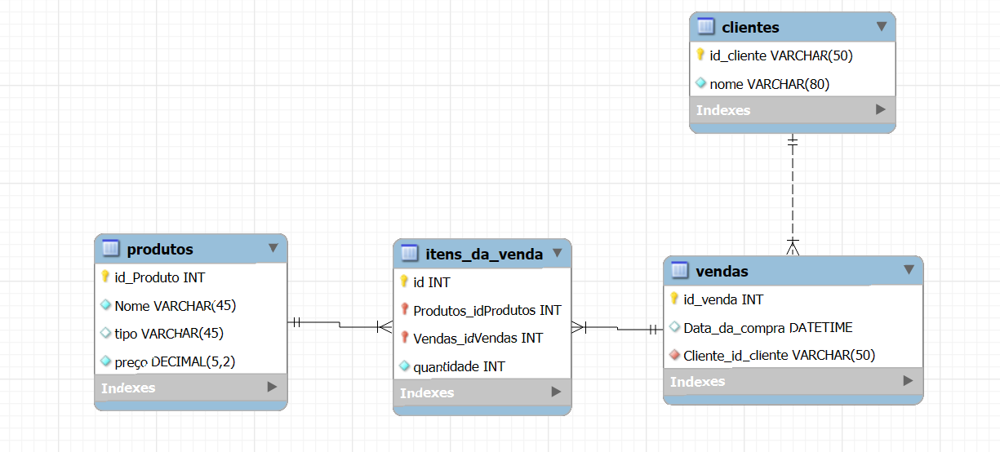 clientes
id_cliente VARCHAR(50)
nome VARCHAR(80)
Indexes
produtos
id_Produto INT
Nome VARCHAR(45)
tipo VARCHAR(45)
preço DECIMAL(5,2)
Indexes
itens_da_venda
id INT
Produtos_idProdutos INT
Vendas_idVendas INT
quantidade INT
Indexes
vendas
id_venda INT
Data_da_compra DATETIME
Cliente_id_cliente VARCHAR(50)
Indexes